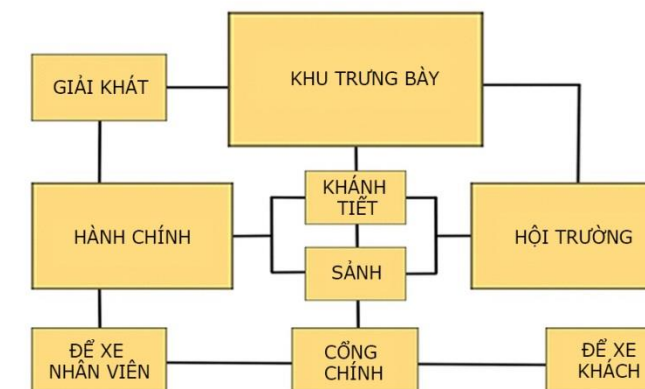 KHU TRƯNG BÀY
GIẢI KHÁT
KHÁNH
TIẾT
HÀNH CHÍNH
HỘI TRƯỜNG
SẢNH
ĐỂ XE
NHÂN VIÊN
CỔNG
CHÍNH
ĐỂ XE
KHÁCH